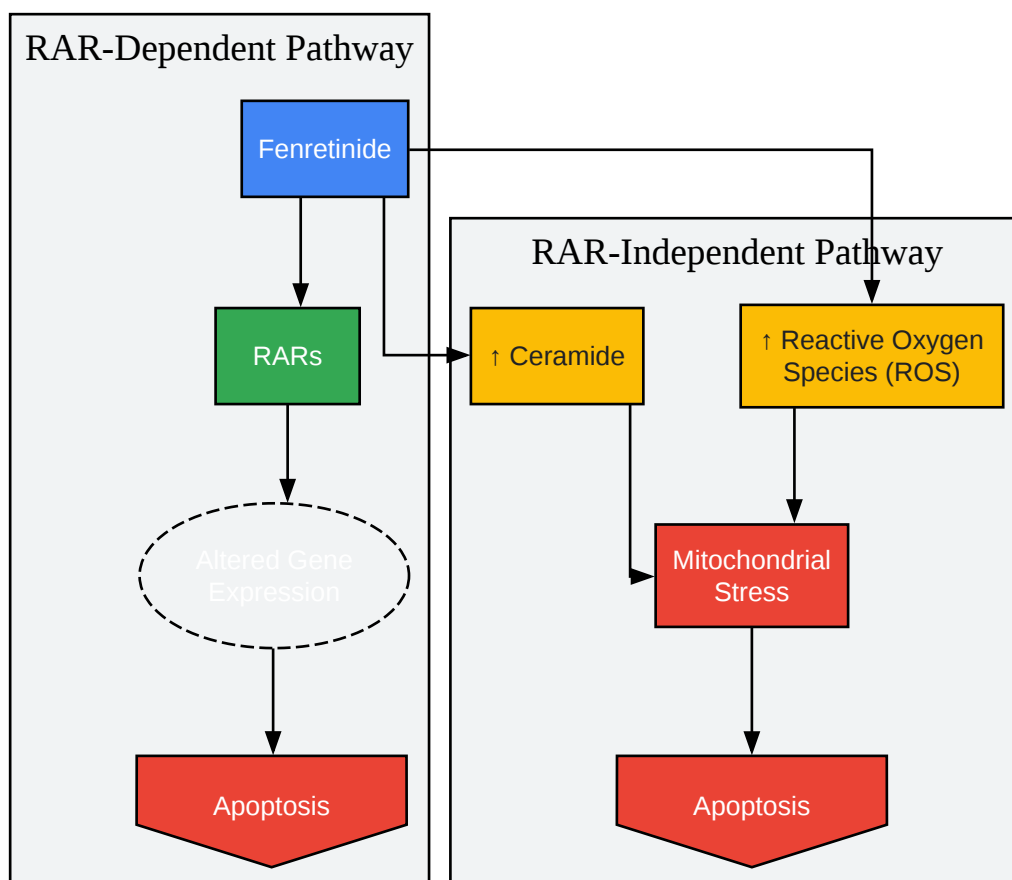 RAR-Dependent Pathway
Fenretinide
RAR-Independent Pathway
RARs
↑ Ceramide
↑ Reactive Oxygen
Species (ROS)
Altered Gene
Expression
Mitochondrial
Stress
Apoptosis
Apoptosis